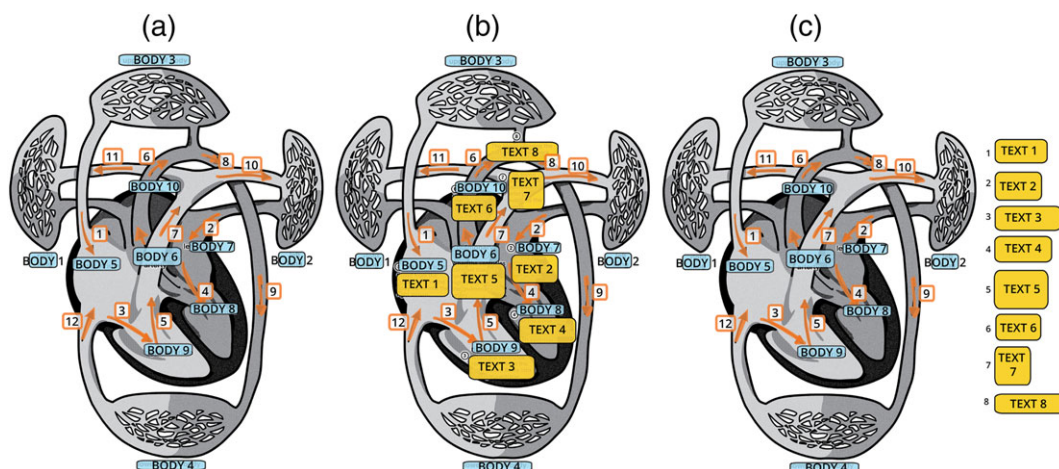 (a)
BODY 3
11
6
8
10
BODY 10
1
7
2
BODY 1
BODY 5
BODY 6
BODY 7
BODY 2
4
9
3
BODY 8
12
5
BODY 9
BODY 4
(b)
BODY 3
8
TEXT 8
11
6
8
10
7
BODY 10
TEXT 7
TEXT 6
1
7
2
BODY 5
BODY 6
BODY 7
BODY 2
TEXT 1
TEXT 5
TEXT 2
4
9
3
BODY 8
12
5
TEXT 4
BODY 9
TEXT 3
BODY 4
(c)
BODY 3
11
6
8
10
BODY 10
1
7
2
BODY 1
BODY 5
BODY 6
BODY 7
BODY 2
4
9
3
BODY 8
12
5
BODY 9
BODY 4
1 TEXT 1
2 TEXT 2
3 TEXT 3
4 TEXT 4
5 TEXT 5
6 TEXT 6
7 TEXT 7
8 TEXT 8